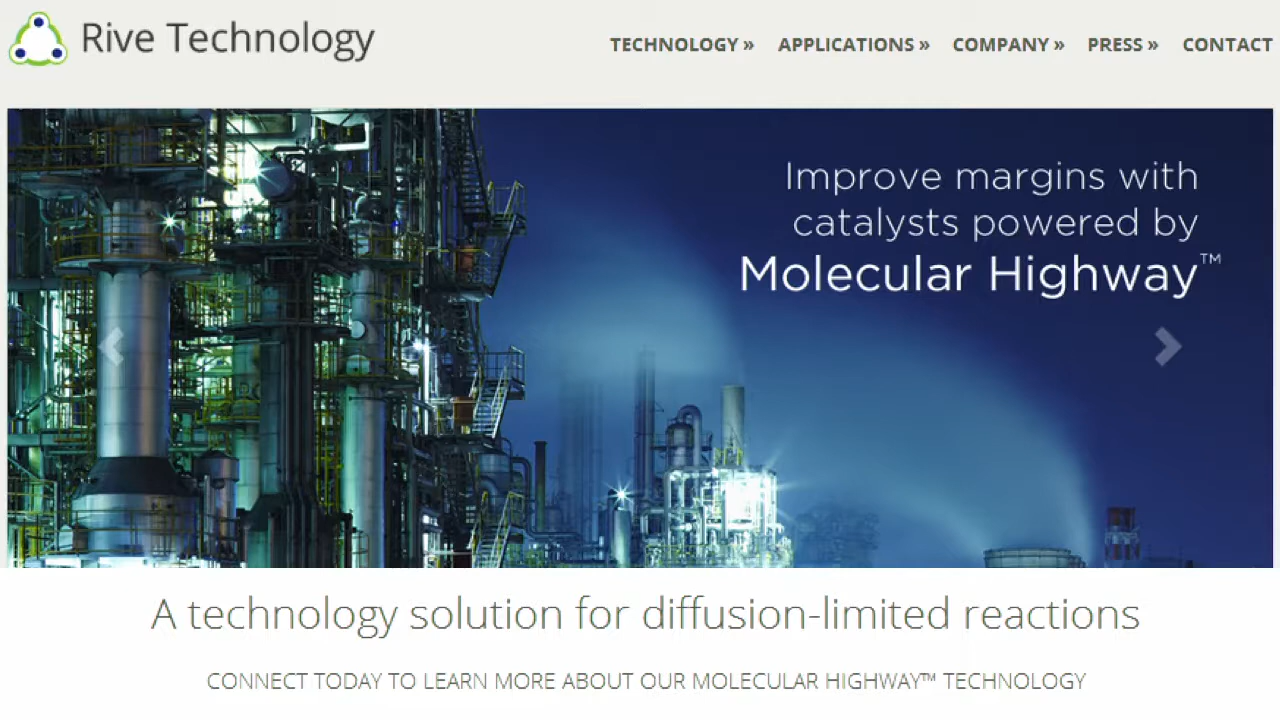 Rive Technology
TECHNOLOGY » APPLICATIONS » COMPANY » PRESS » CONTACT
Improve margins with
catalysts powered by
Molecular Highway™
A technology solution for diffusion-limited reactions
CONNECT TODAY TO LEARN MORE ABOUT OUR MOLECULAR HIGHWAY™ TECHNOLOGY